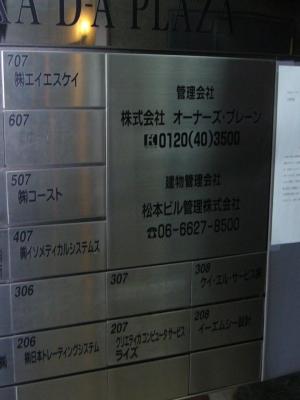 NA D-A PLAZA
707
㈱エイエスケイ
607
507
㈱コースト
407
㈱イソメディカルシステムズ
管理会社
株式会社 オーナーズ・ブレーン
0120(40)3500
建物管理会社
松本ビル管理株式会社
☎06-6627-8500
306
307
308
ケイ・エル・サービス㈱
206
㈱日本トレーディングシステム
207
クリエティカ コンピュータ サービス
ライズ
208
イーエムシー設計